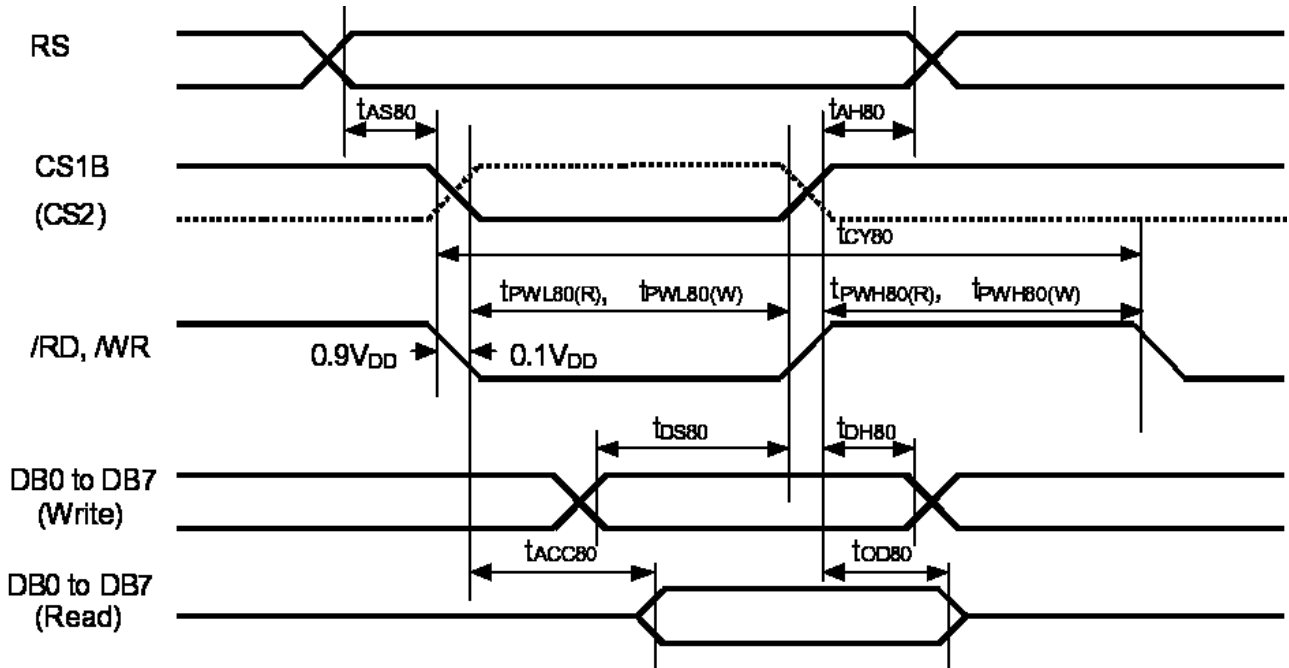 RS
tAS80
tAH80
CS1B
(CS2)
tCY80
tPWL80(R), tPWL80(W)
tPWH80(R), tPWH80(W)
/RD, /WR
0.9VDD
0.1VDD
tDS80
tDH80
DB0 to DB7
(Write)
tACC80
tOD80
DB0 to DB7
(Read)